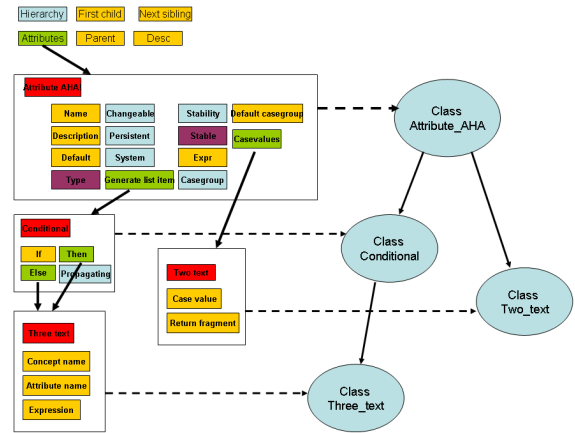 Hierarchy First child Next sibling
Attributes Parent Desc
Attribute AHA!
Name Changeable Stability Default casegroup
Description Persistent Stable Casevalues
Default System Expr
Type Generate list item Casegroup
Class
Attribute_AHA
Conditional
If Then
Else Propagating
Two text
Case value
Return fragment
Class
Conditional
Class
Two_text
Three text
Concept name
Attribute name
Expression
Class
Three_text